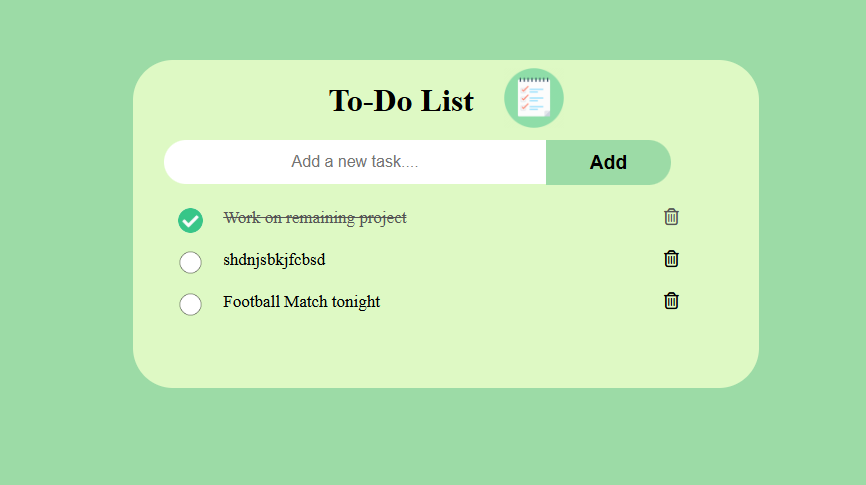 To-Do List
Add a new task....
Add
Work on remaining project
shdnjsbkjfcbsd
Football Match tonight